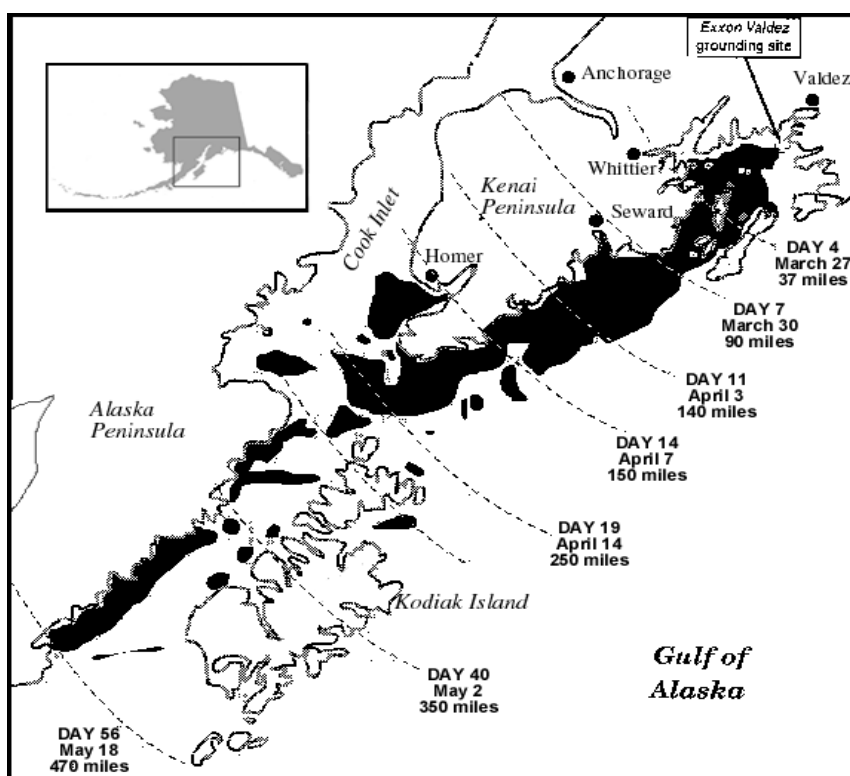 Exxon Valdez
grounding site
Anchorage
Valdez
Whittier
Kenai
Peninsula
Seward
Cook Inlet
Homer
DAY 4
March 27
37 miles
DAY 7
March 30
90 miles
DAY 11
April 3
140 miles
Alaska
Peninsula
DAY 14
April 7
150 miles
DAY 19
April 14
250 miles
Kodiak Island
Gulf of
Alaska
DAY 40
May 2
350 miles
DAY 56
May 18
470 miles